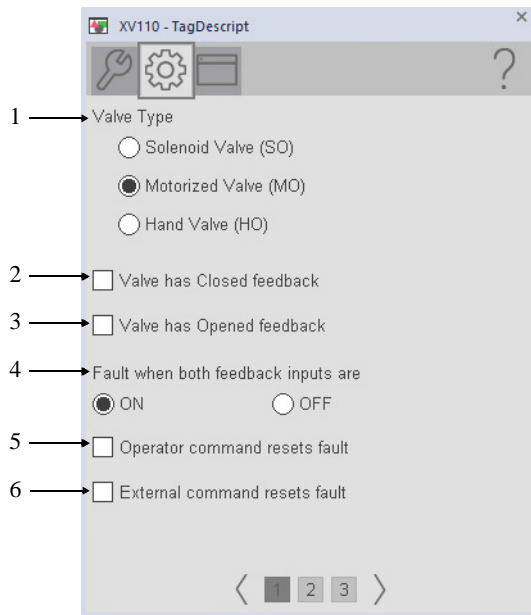 XV110 - TagDescript
×
?
1 Valve Type
Solenoid Valve (SO)
Motorized Valve (MO)
Hand Valve (HO)
2 Valve has Closed feedback
3 Valve has Opened feedback
4 Fault when both feedback inputs are
ON OFF
5 Operator command resets fault
6 External command resets fault
1 2 3